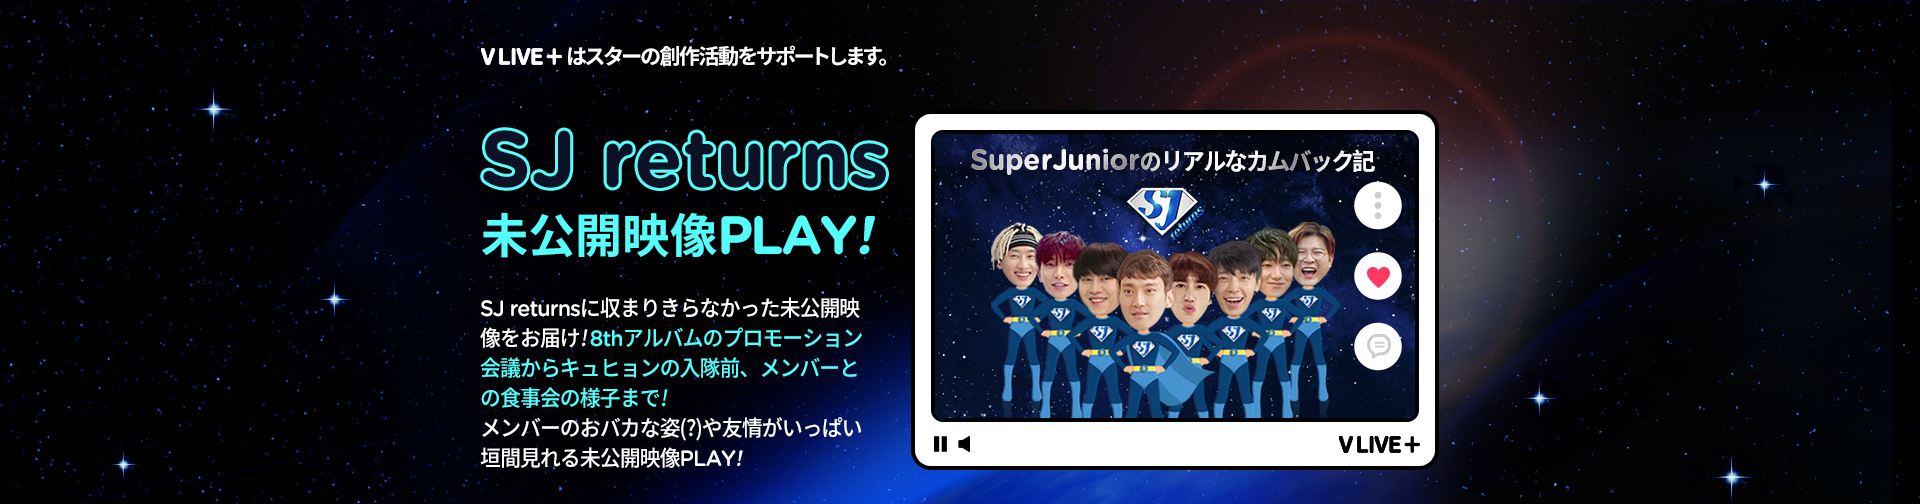 V LIVE+ はスターの創作活動をサポートします。
SJ returns
未公開映像PLAY!
SJ returnsに収まりきらなかった未公開映
像をお届け!8thアルバムのプロモーション
会議からキュヒョンの入隊前、メンバーと
の食事会の様子まで!
メンバーのおバカな姿(?)や友情がいっぱい
垣間見れる未公開映像PLAY!
SuperJuniorのリアルなカムバック記
SJ
returns
SJ
SJ
SJ
SJ
SJ
SJ
SJ
SJ
V LIVE+